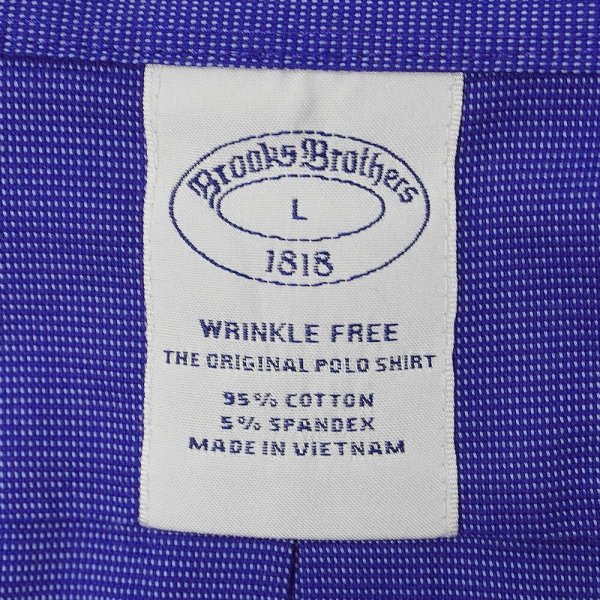 Brooks Brothers
L
1818
WRINKLE FREE
THE ORIGINAL POLO SHIRT
95% COTTON
5% SPANDEX
MADE IN VIETNAM